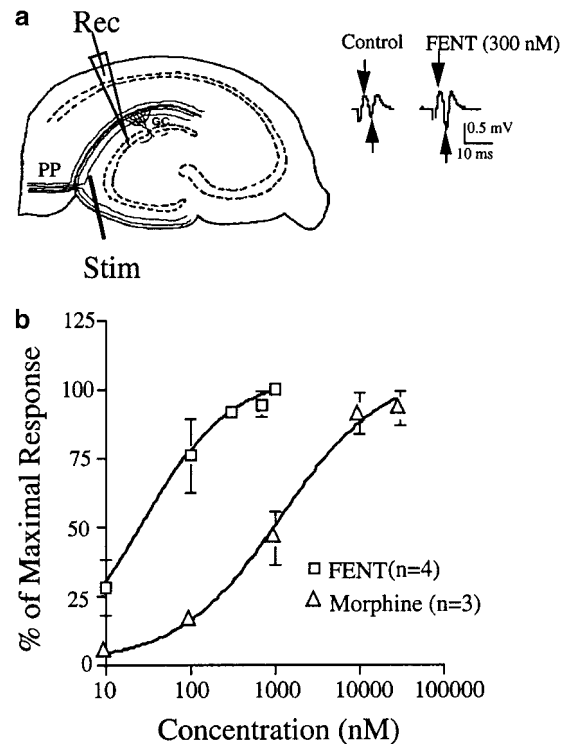 a
Rec
GC
PP
Stim
Control
FENT (300 nM)
0.5 mV
10 ms
b
125
100
75
50
25
0
% of Maximal Response
FENT(n=4)
Morphine (n=3)
10
100
1000
10000
100000
Concentration (nM)